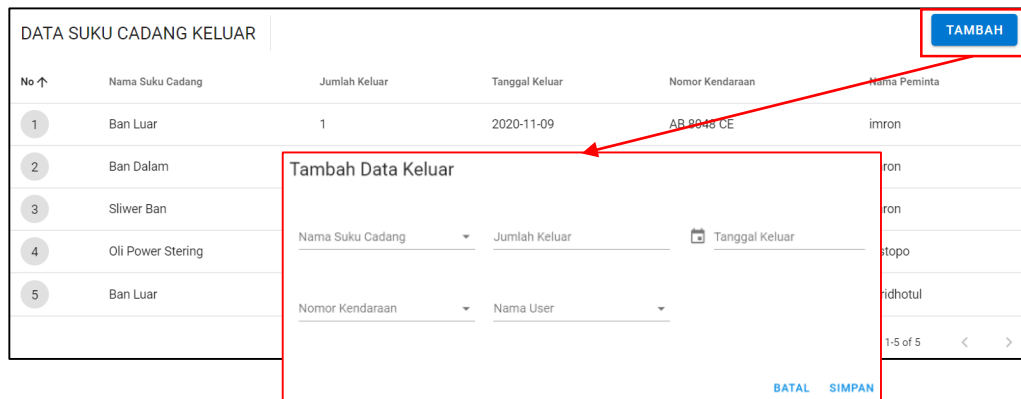 DATA SUKU CADANG KELUAR TAMBAH
No Nama Suku Cadang Jumlah Keluar Tanggal Keluar Nomor Kendaraan Nama Peminta
1 Ban Luar 1 2020-11-09 AB 8948 CE imron
2 Ban Dalam
3 Sliwer Ban
4 Oli Power Stering
5 Ban Luar
1-5 of 5
Tambah Data Keluar
Nama Suku Cadang Jumlah Keluar Tanggal Keluar
Nomor Kendaraan Nama User
BATAL SIMPAN